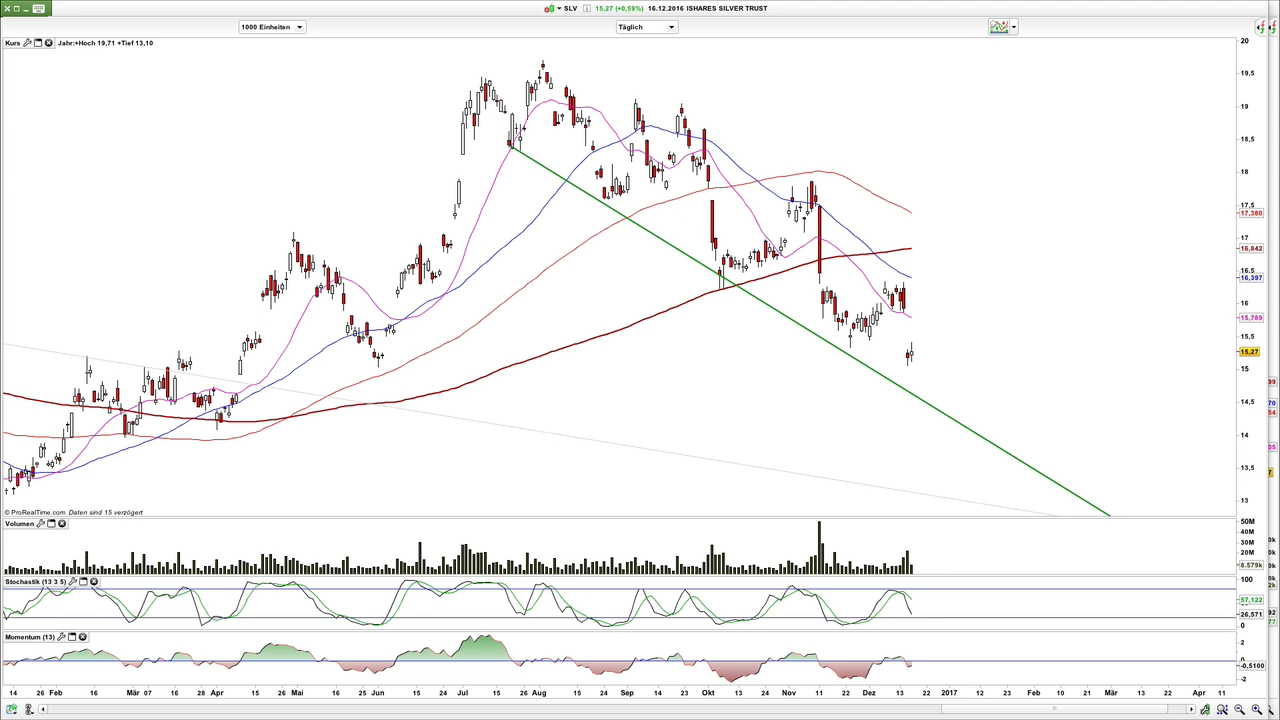 SLV 15,27 (+0,59%) 16.12.2016 ISHARES SILVER TRUST
1000 Einheiten
Täglich
Kurs
Jahr:+Hoch 19,71 +Tief 13,10
20
19,5
19
18,5
18
17,5
17,380
17
16,842
16,5
16,397
16
15,789
15,5
15,27
15
14,5
14
13,5
13
© ProRealTime.com Daten sind 15 verzögert
Volumen
50M
40M
30M
20M
8.579k
Stochastik (13 3 5)
100
57,122
26,571
0
Momentum (13)
2
0
-0,5100
-2
14 26 Feb 16 Mär 07 16 28 Apr 15 26 Mai 16 25 Jun 15 24 Jul 15 26 Aug 15 24 Sep 15 23 Okt 13 24 Nov 11 22 Dez 13 22 2017 12 23 Feb 13 22 Mär 13 22 Apr 11